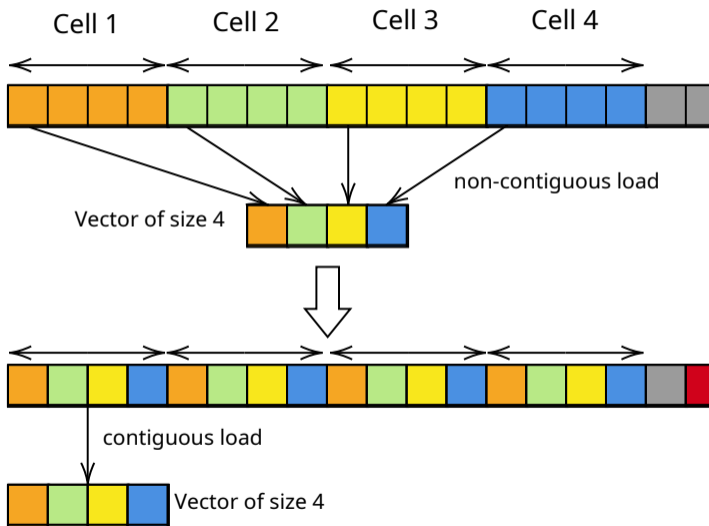 Cell 1
Cell 2
Cell 3
Cell 4
non-contiguous load
Vector of size 4
contiguous load
Vector of size 4